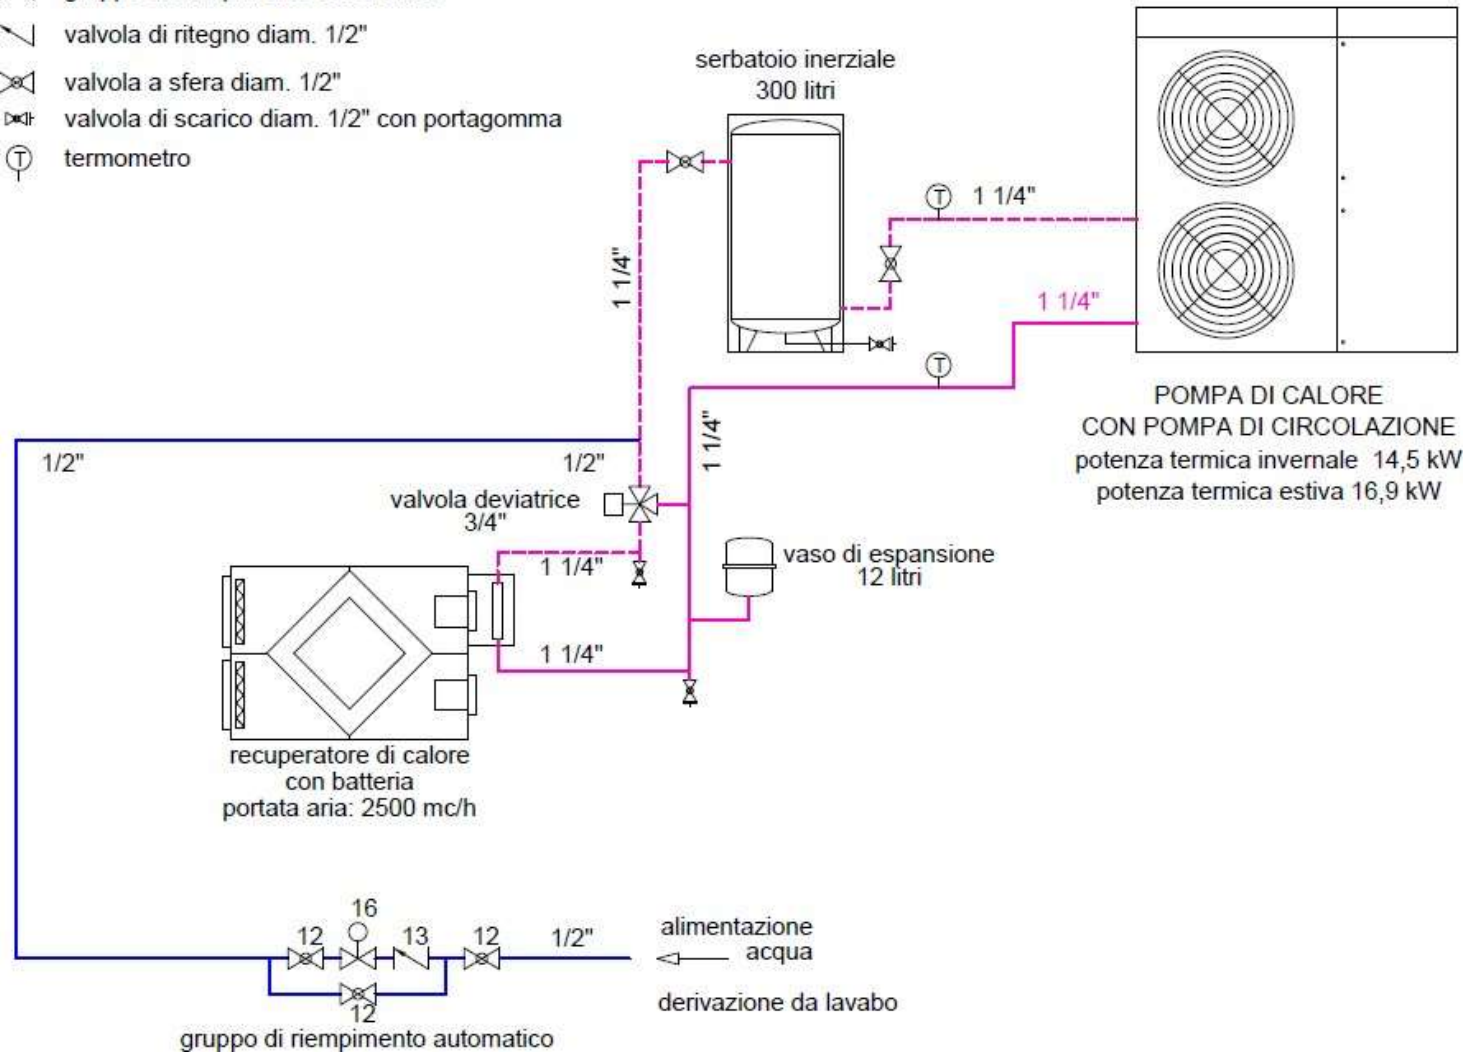 valvola di ritegno diam. 1/2"
valvola a sfera diam. 1/2"
valvola di scarico diam. 1/2" con portagomma
T termometro
serbatoio inerziale
300 litri
T 1 1/4"
1 1/4"
1 1/4"
T
1 1/4"
POMPA DI CALORE
CON POMPA DI CIRCOLAZIONE
potenza termica invernale 14,5 kW
potenza termica estiva 16,9 kW
1/2" 1/2"
valvola deviatrice
3/4"
1 1/4"
vaso di espansione
12 litri
1 1/4"
recuperatore di calore
con batteria
portata aria: 2500 mc/h
16
12 13 12 1/2"
12
alimentazione
acqua
derivazione da lavabo
gruppo di riempimento automatico